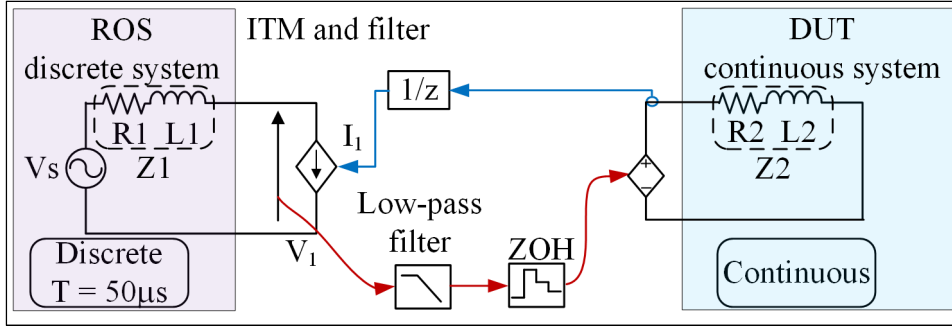 ROS
discrete system
R1 L1
Z1
Vs
Discrete
T = 50μs
ITM and filter
1/z
I₁
V₁
Low-pass
filter
ZOH
+
−
DUT
continuous system
R2 L2
Z2
Continuous